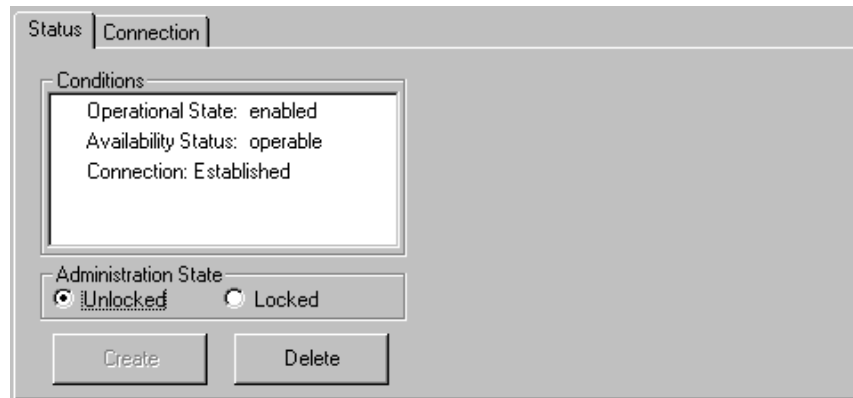 Status Connection
Conditions
Operational State: enabled
Availability Status: operable
Connection: Established
Administration State
Unlocked Locked
Create Delete